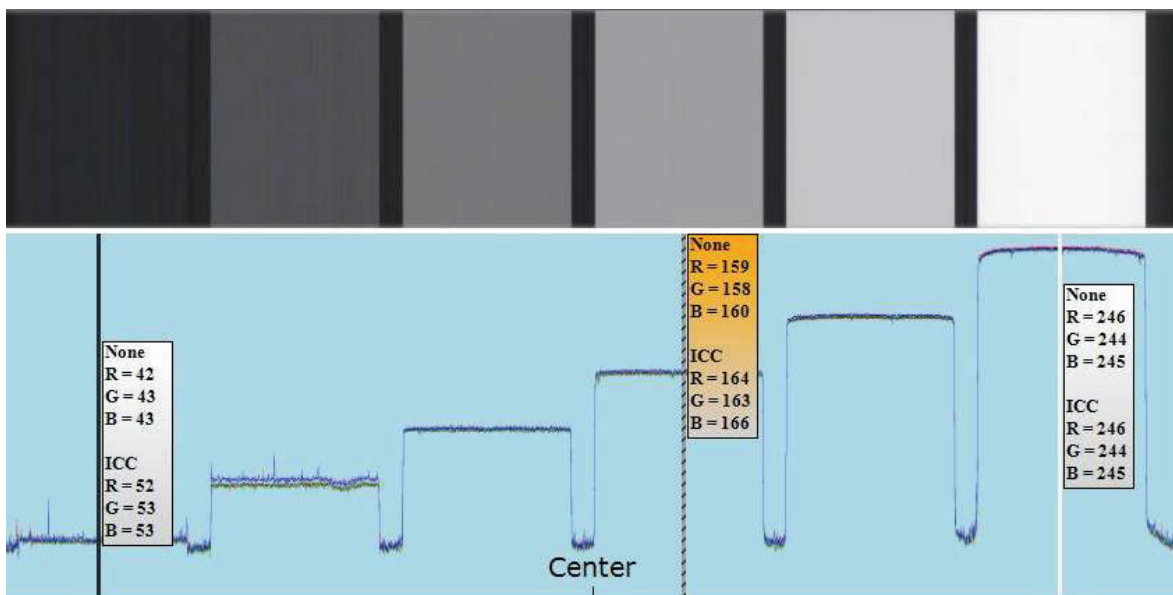 None
R = 42
G = 43
B = 43
ICC
R = 52
G = 53
B = 53
None
R = 159
G = 158
B = 160
ICC
R = 164
G = 163
B = 166
None
R = 246
G = 244
B = 245
ICC
R = 246
G = 244
B = 245
Center